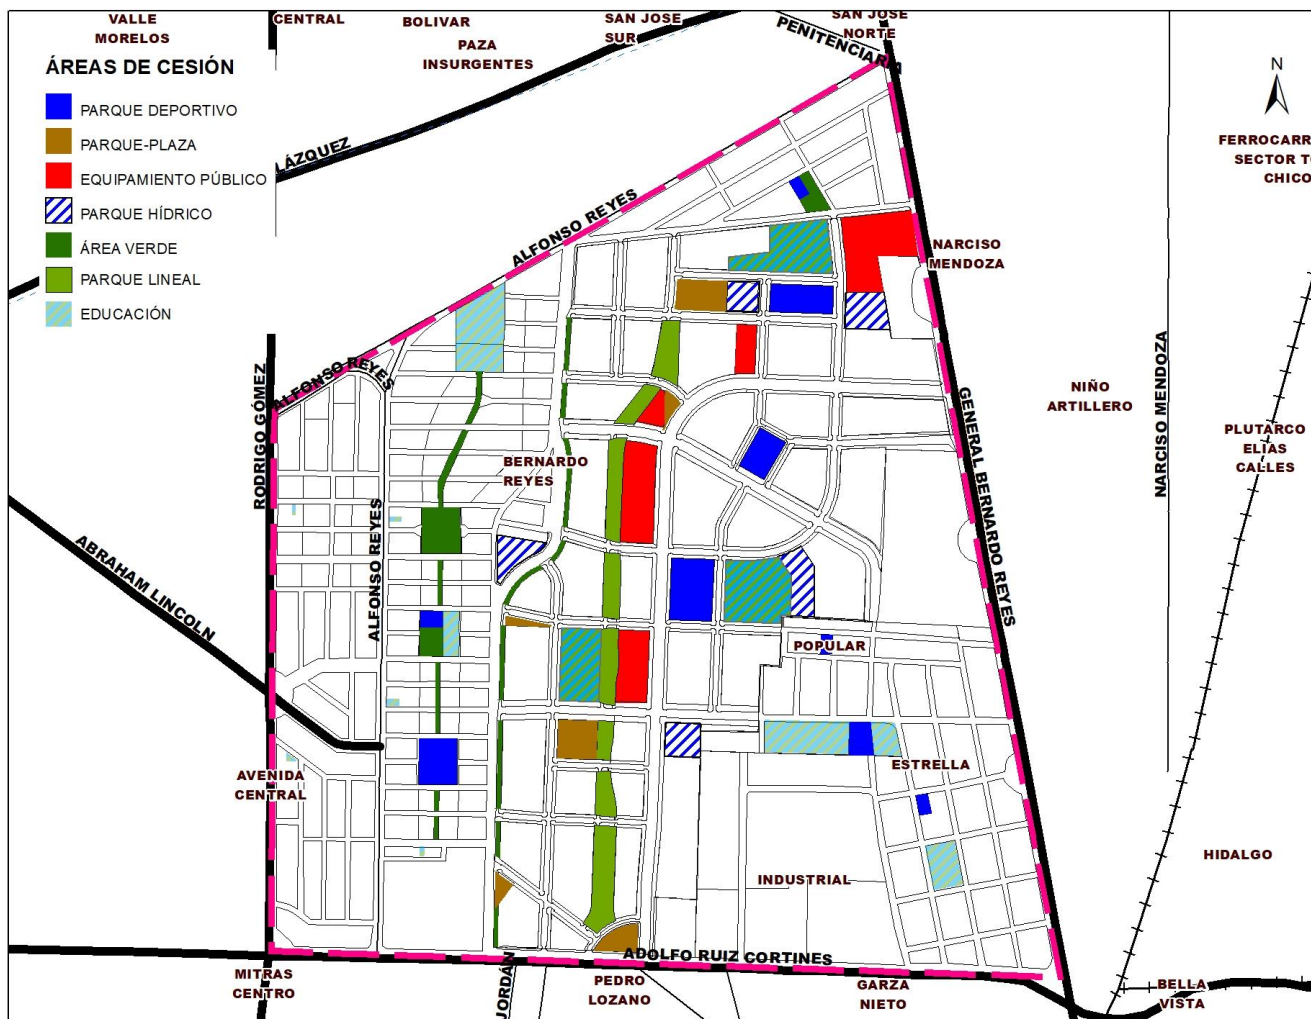 VALLE
MORELOS
CENTRAL
BOLIVAR
PAZA
INSURGENTES
SAN JOSE
SUR
SAN JOSE
NORTE
PENITENCIARIA
ÁREAS DE CESIÓN
PARQUE DEPORTIVO
PARQUE-PLAZA
EQUIPAMIENTO PÚBLICO
PARQUE HÍDRICO
ÁREA VERDE
PARQUE LINEAL
EDUCACIÓN
LÁZQUEZ
ALFONSO REYES
N
FERROCARR
SECTOR TO
CHICO
NARCISO
MENDOZA
ALFONSO REYES
RODRIGO GÓMEZ
NIÑO
ARTILLERO
NARCISO MENDOZA
GENERAL BERNARDO REYES
PLUTARCO
ELIAS
CALLES
BERNARDO
REYES
ALFONSO REYES
ABRAHAM LINCOLN
POPULAR
ESTRELLA
AVENIDA
CENTRAL
INDUSTRIAL
HIDALGO
ADOLFO RUIZ CORTINES
MITRAS
CENTRO
JORDÁN
PEDRO
LOZANO
GARZA
NIETO
BELLA
VISTA